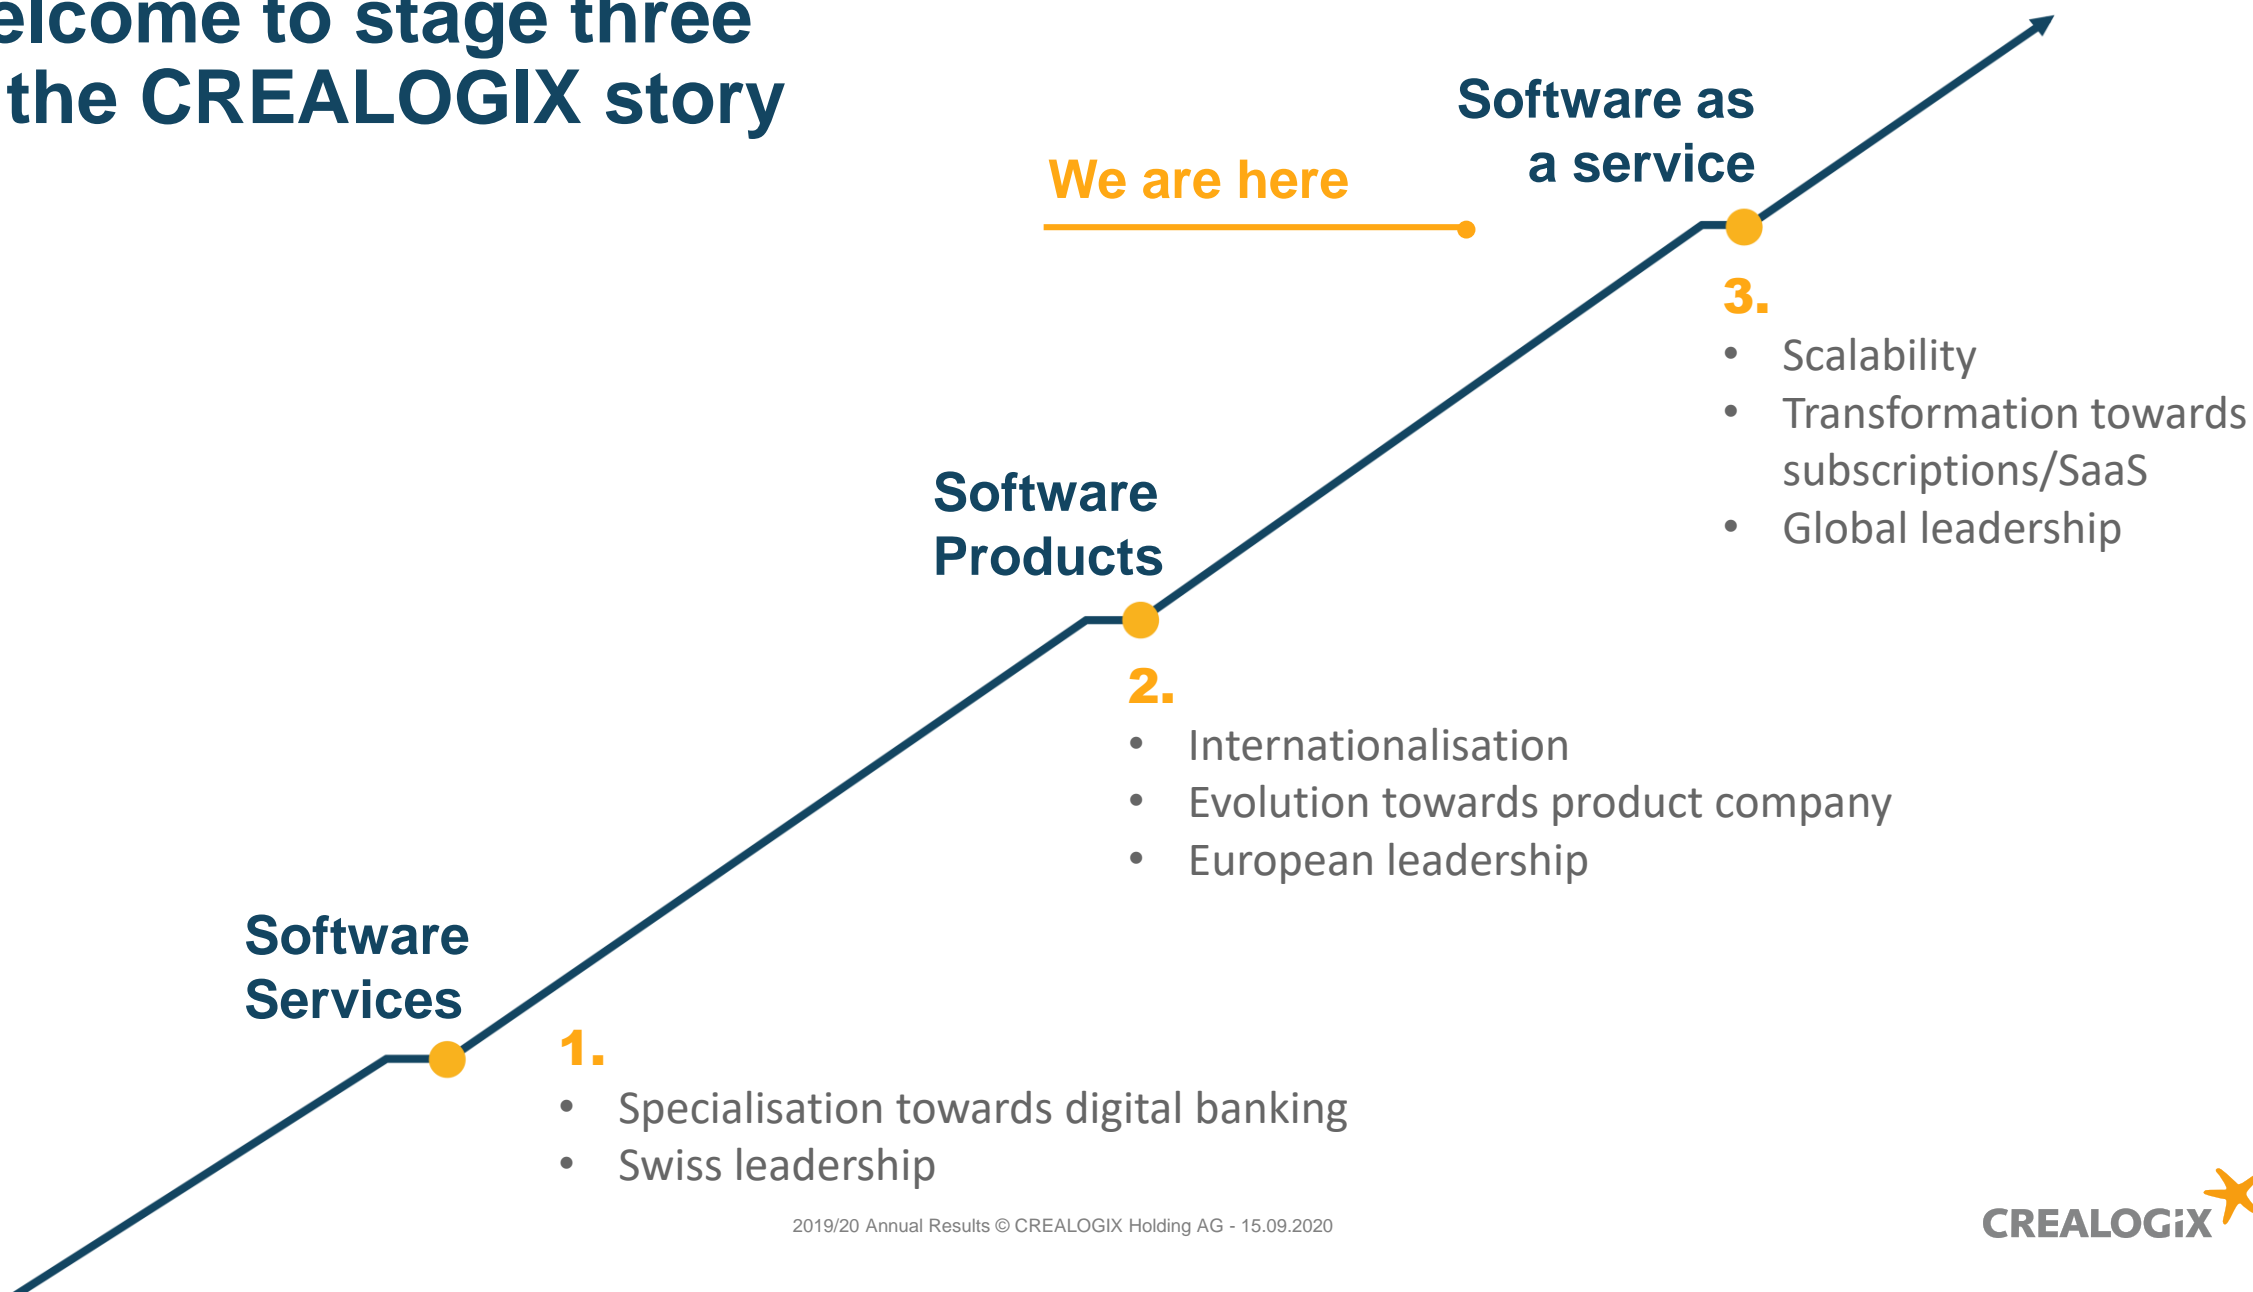 elcome to stage three
the CREALOGIX story
Software as
a service
We are here
3.
• Scalability
• Transformation towards
subscriptions/SaaS
• Global leadership
Software
Products
2.
• Internationalisation
• Evolution towards product company
• European leadership
Software
Services
1.
• Specialisation towards digital banking
• Swiss leadership
2019/20 Annual Results © CREALOGIX Holding AG - 15.09.2020
CREALOGiX